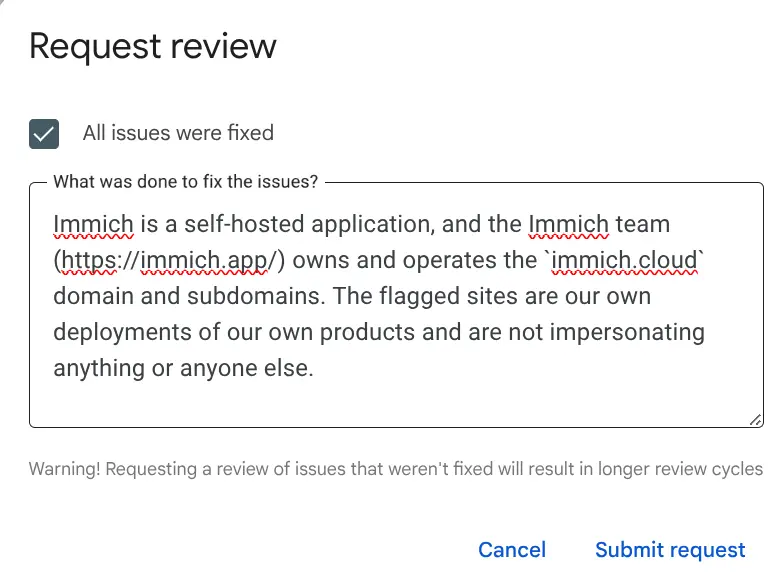 Request review
All issues were fixed
What was done to fix the issues?
Immich is a self-hosted application, and the Immich team
(https://immich.app/) owns and operates the `immich.cloud`
domain and subdomains. The flagged sites are our own
deployments of our own products and are not impersonating
anything or anyone else.
Warning! Requesting a review of issues that weren't fixed will result in longer review cycles
Cancel Submit request